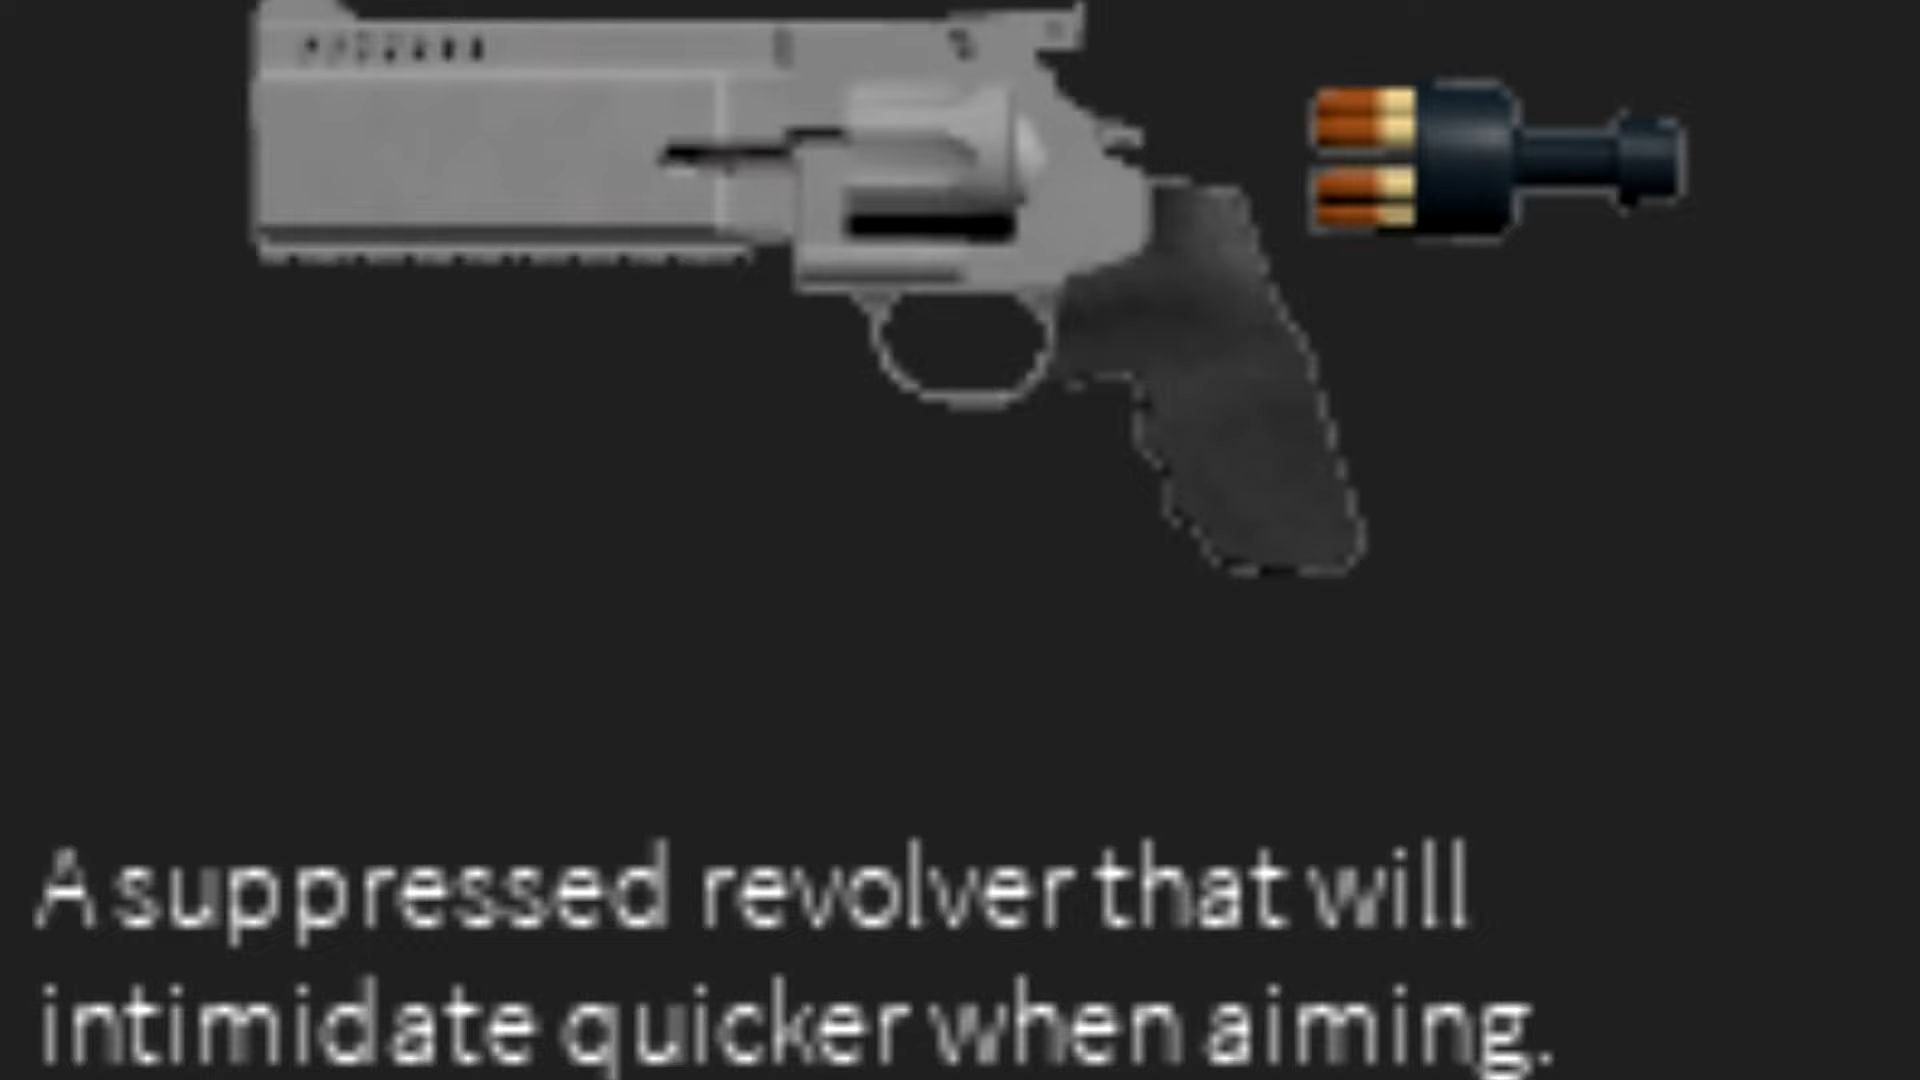 A suppressed revolver that will
intimidate quicker when aiming.